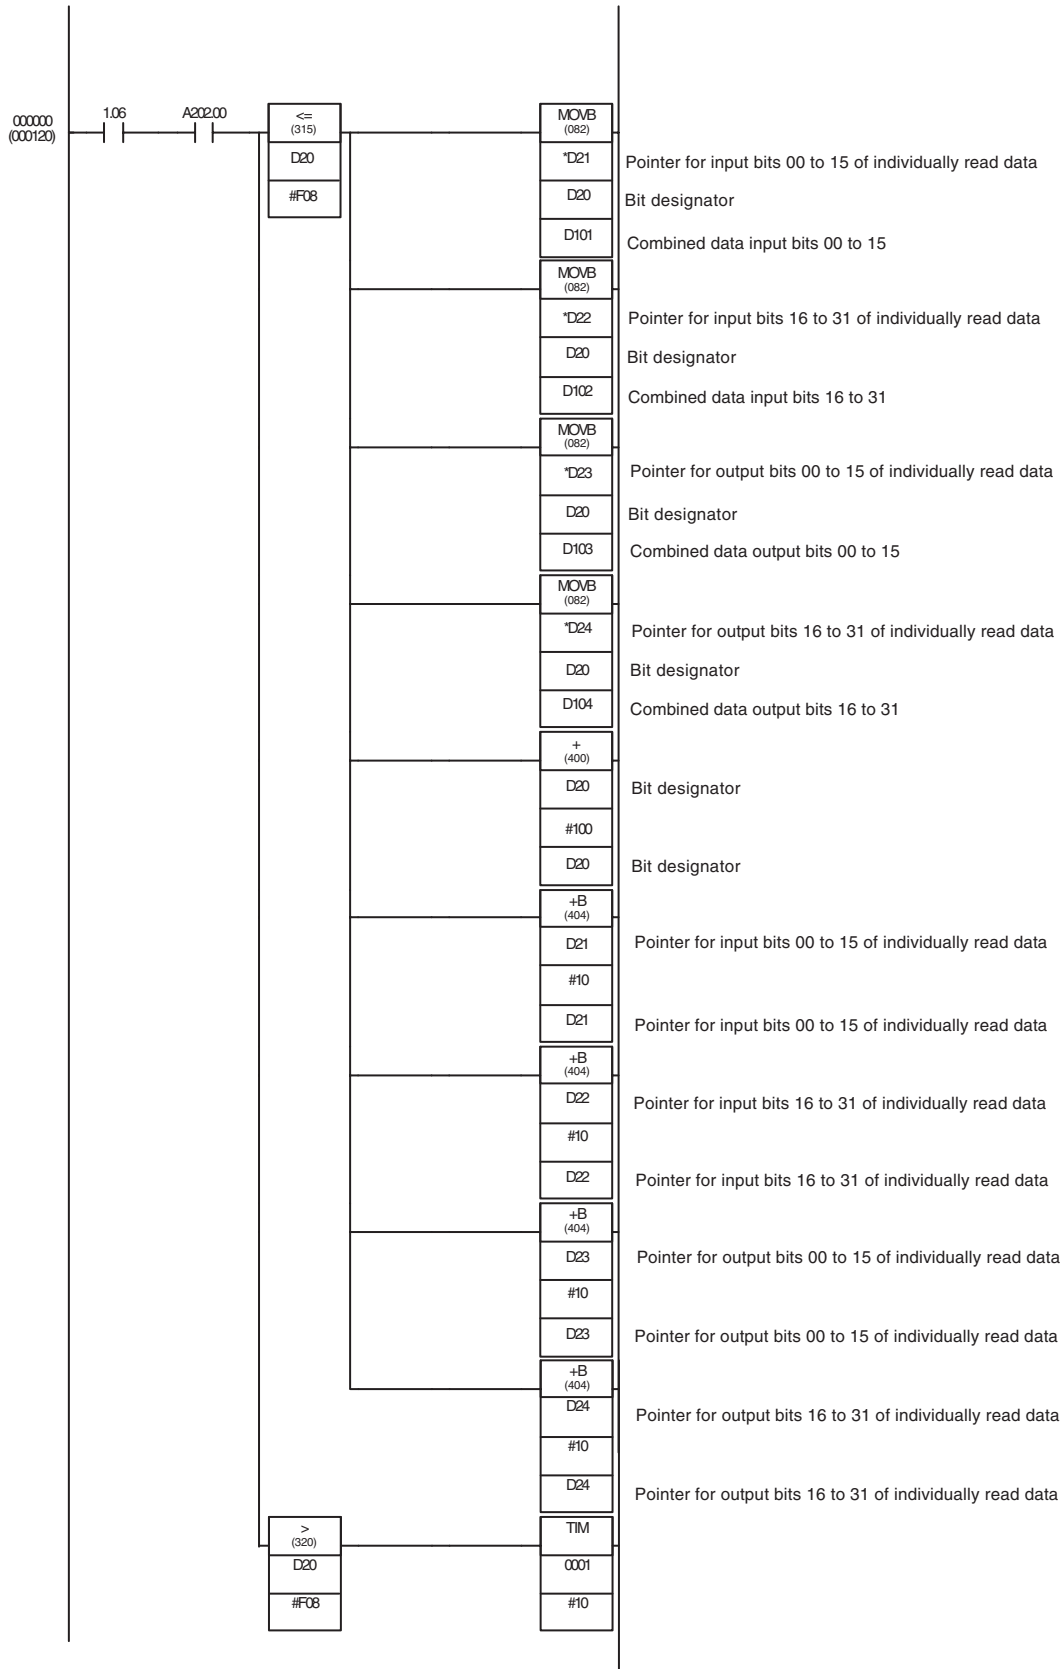 000000
(000120)
1.06
A202.00
<=
(315)
D20
#F08
MOVB
(082)
*D21 Pointer for input bits 00 to 15 of individually read data
D20 Bit designator
D101 Combined data input bits 00 to 15
MOVB
(082)
*D22 Pointer for input bits 16 to 31 of individually read data
D20 Bit designator
D102 Combined data input bits 16 to 31
MOVB
(082)
*D23 Pointer for output bits 00 to 15 of individually read data
D20 Bit designator
D103 Combined data output bits 00 to 15
MOVB
(082)
*D24 Pointer for output bits 16 to 31 of individually read data
D20 Bit designator
D104 Combined data output bits 16 to 31
+
(400)
D20 Bit designator
#100
D20 Bit designator
+B
(404)
D21 Pointer for input bits 00 to 15 of individually read data
#10
D21 Pointer for input bits 00 to 15 of individually read data
+B
(404)
D22 Pointer for input bits 16 to 31 of individually read data
#10
D22 Pointer for input bits 16 to 31 of individually read data
+B
(404)
D23 Pointer for output bits 00 to 15 of individually read data
#10
D23 Pointer for output bits 00 to 15 of individually read data
+B
(404)
D24 Pointer for output bits 16 to 31 of individually read data
#10
D24 Pointer for output bits 16 to 31 of individually read data
>
(320)
D20
#F08
TIM
0001
#10